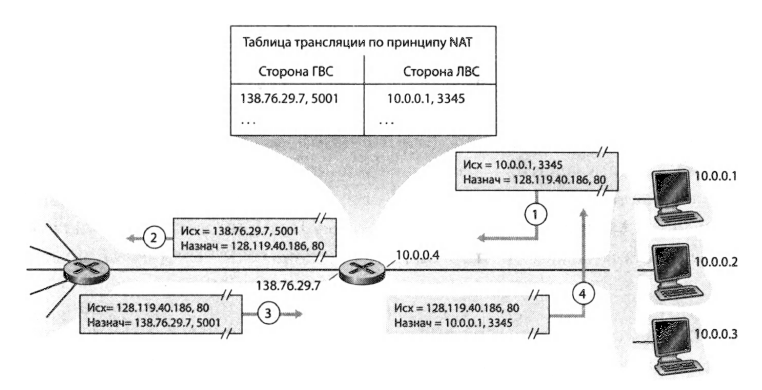 Таблица трансляции по принципу NAT
Сторона ГВС Сторона ЛВС
138.76.29.7, 5001 10.0.0.1, 3345
... ...
Исх = 10.0.0.1, 3345
Назнач = 128.119.40.186, 80
10.0.0.1
1
Исх = 138.76.29.7, 5001
Назнач = 128.119.40.186, 80
2
10.0.0.4
10.0.0.2
138.76.29.7
4
Исх= 128.119.40.186, 80
Назнач= 138.76.29.7, 5001
3
Исх = 128.119.40.186, 80
Назнач = 10.0.0.1, 3345
10.0.0.3